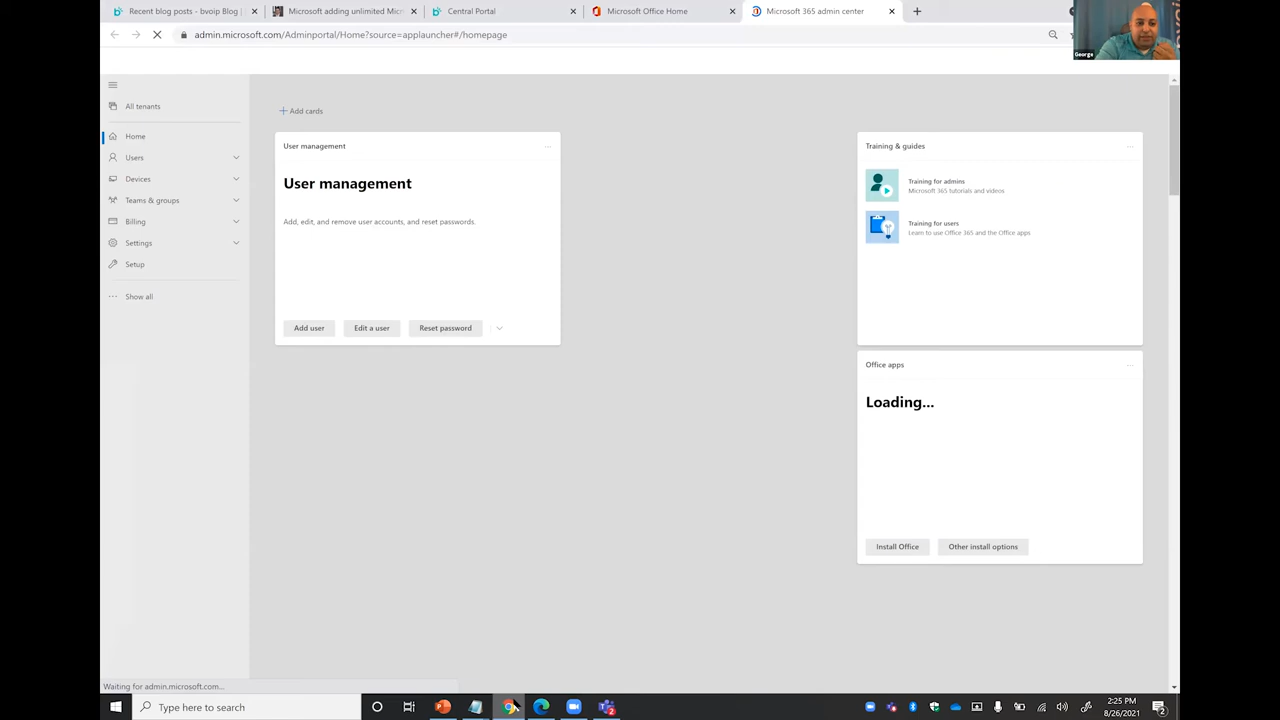 Recent blog posts - bvoip Blog |
Microsoft adding unlimited Micr
Central Portal
Microsoft Office Home
Microsoft 365 admin center
admin.microsoft.com/Adminportal/Home?source=applauncher#/homepage
George
All tenants
Home
Users
Devices
Teams & groups
Billing
Settings
Setup
Show all
Add cards
User management
User management
Add, edit, and remove user accounts, and reset passwords.
Add user
Edit a user
Reset password
Training & guides
Training for admins
Microsoft 365 tutorials and videos
Training for users
Learn to use Office 365 and the Office apps
Office apps
Loading...
Install Office
Other install options
Waiting for admin.microsoft.com...
Type here to search
2:25 PM
8/26/2021